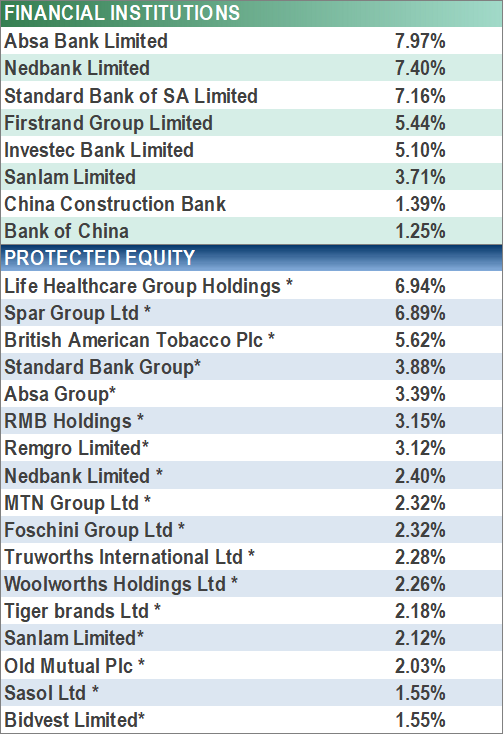 FINANCIAL INSTITUTIONS
Absa Bank Limited 7.97%
Nedbank Limited 7.40%
Standard Bank of SA Limited 7.16%
Firstrand Group Limited 5.44%
Investec Bank Limited 5.10%
Sanlam Limited 3.71%
China Construction Bank 1.39%
Bank of China 1.25%
PROTECTED EQUITY
Life Healthcare Group Holdings * 6.94%
Spar Group Ltd * 6.89%
British American Tobacco Plc * 5.62%
Standard Bank Group* 3.88%
Absa Group* 3.39%
RMB Holdings * 3.15%
Remgro Limited* 3.12%
Nedbank Limited * 2.40%
MTN Group Ltd * 2.32%
Foschini Group Ltd * 2.32%
Truworths International Ltd * 2.28%
Woolworths Holdings Ltd * 2.26%
Tiger brands Ltd * 2.18%
Sanlam Limited* 2.12%
Old Mutual Plc * 2.03%
Sasol Ltd * 1.55%
Bidvest Limited* 1.55%